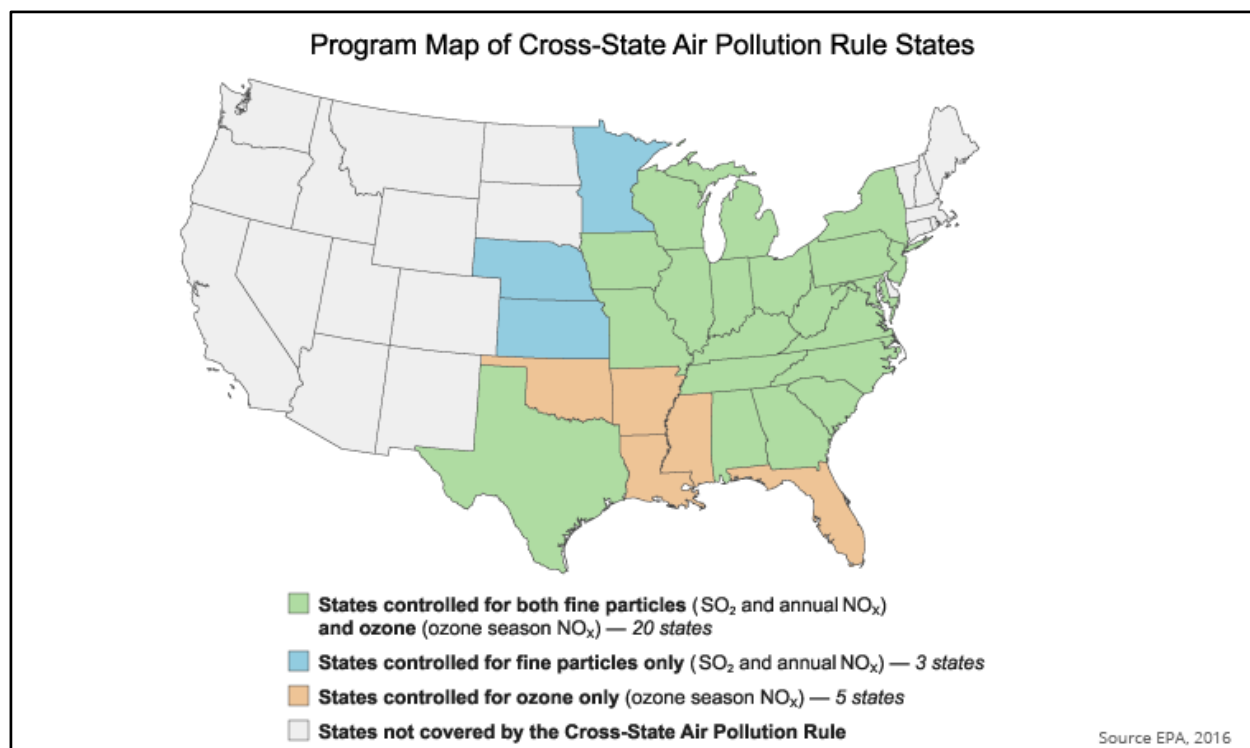 Program Map of Cross-State Air Pollution Rule States
States controlled for both fine particles (SO₂ and annual NOₓ)
and ozone (ozone season NOₓ) — 20 states
States controlled for fine particles only (SO₂ and annual NOₓ) — 3 states
States controlled for ozone only (ozone season NOₓ) — 5 states
States not covered by the Cross-State Air Pollution Rule
Source EPA, 2016